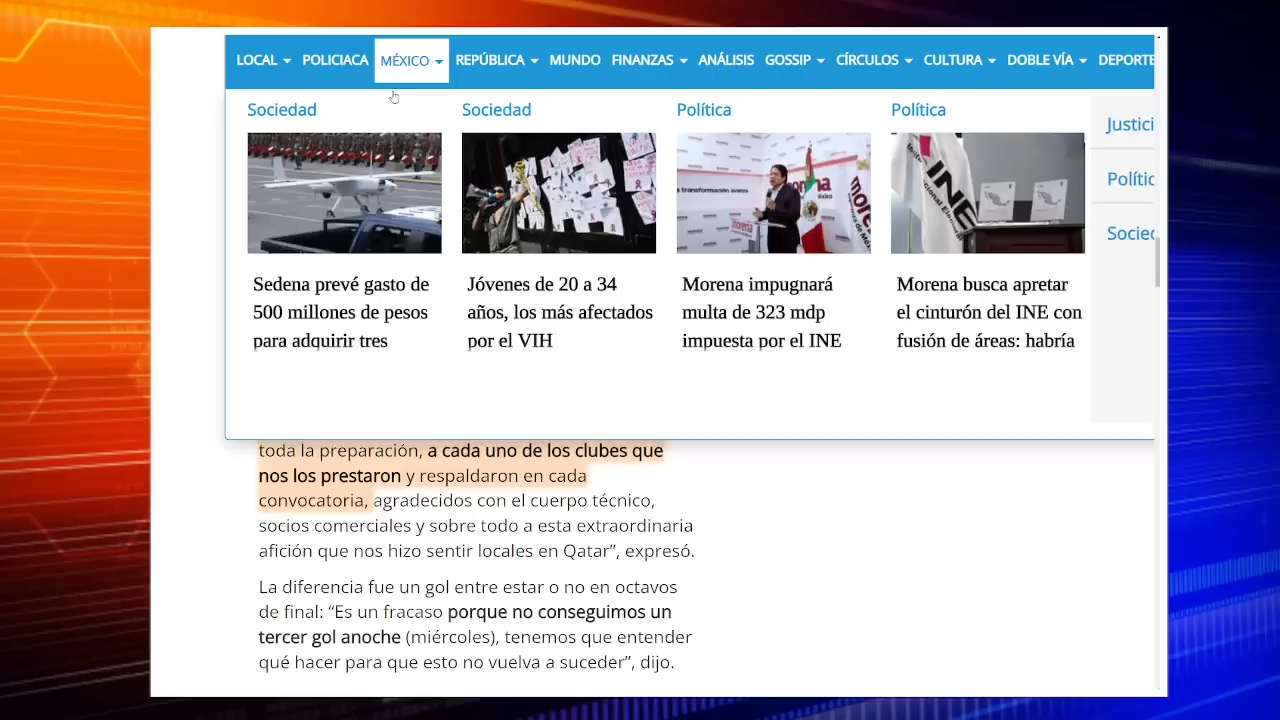 LOCAL POLICIACA MÉXICO REPÚBLICA MUNDO FINANZAS ANÁLISIS GOSSIP CÍRCULOS CULTURA DOBLE VÍA DEPORTE
Sociedad
Sedena prevé gasto de
500 millones de pesos
para adquirir tres
Sociedad
Jóvenes de 20 a 34
años, los más afectados
por el VIH
Política
a transformación avanza
morena
Morena impugnará
multa de 323 mdp
impuesta por el INE
Política
INE
Morena busca apretar
el cinturón del INE con
fusión de áreas: habría
Justici
Polític
Socied
toda la preparación, a cada uno de los clubes que
nos los prestaron y respaldaron en cada
convocatoria, agradecidos con el cuerpo técnico,
socios comerciales y sobre todo a esta extraordinaria
afición que nos hizo sentir locales en Qatar”, expresó.
La diferencia fue un gol entre estar o no en octavos
de final: “Es un fracaso porque no conseguimos un
tercer gol anoche (miércoles), tenemos que entender
qué hacer para que esto no vuelva a suceder”, dijo.